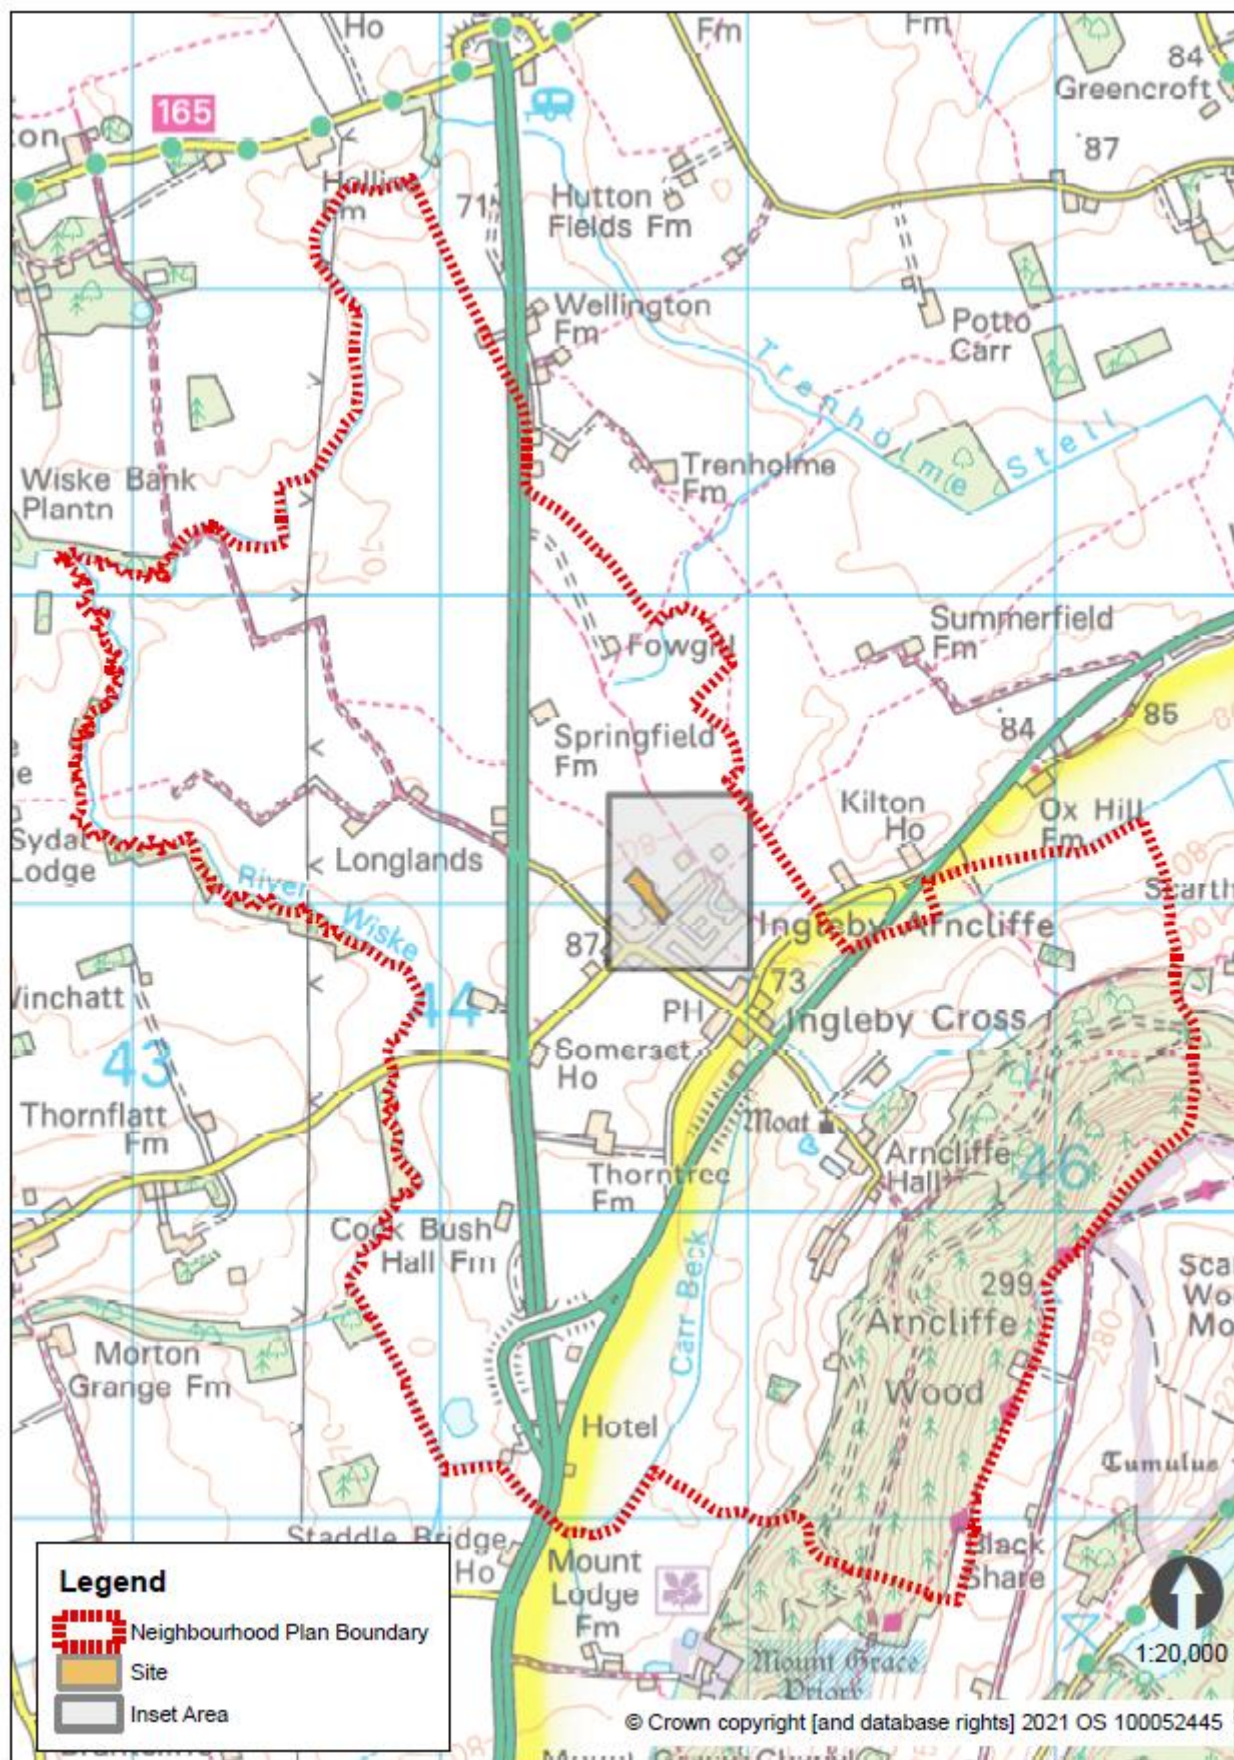 Ho
Fm
Fm
84
Greencroft
165
87
71
Hutton
Fields Fm
Wellington
Fm
Potto
Carr
Trenholme Stell
Wiske Bank
Plantn
Trenholme
Fm
Summerfield
Fm
Springfield
Fm
84
85
Kilton
Ho
Ox Hill
Fm
Longlands
Lodge
River Wiske
87
Ingleby Arncliffe
44
PH
73
Ingleby Cross
43
Somerset
Ho
Thornflatt
Fm
Moat
Arncliffe
Hall
46
Thorntree
Fm
Cock Bush
Hall Fm
Carr Beck
299
Arncliffe
Wood
280
Morton
Grange Fm
Hotel
Tumulus
Staddle Bridge
Ho
Mount
Lodge
Fm
Black
Share
Mount Grace
Priory
Legend
Neighbourhood Plan Boundary
Site
Inset Area
1:20,000
© Crown copyright [and database rights] 2021 OS 100052445